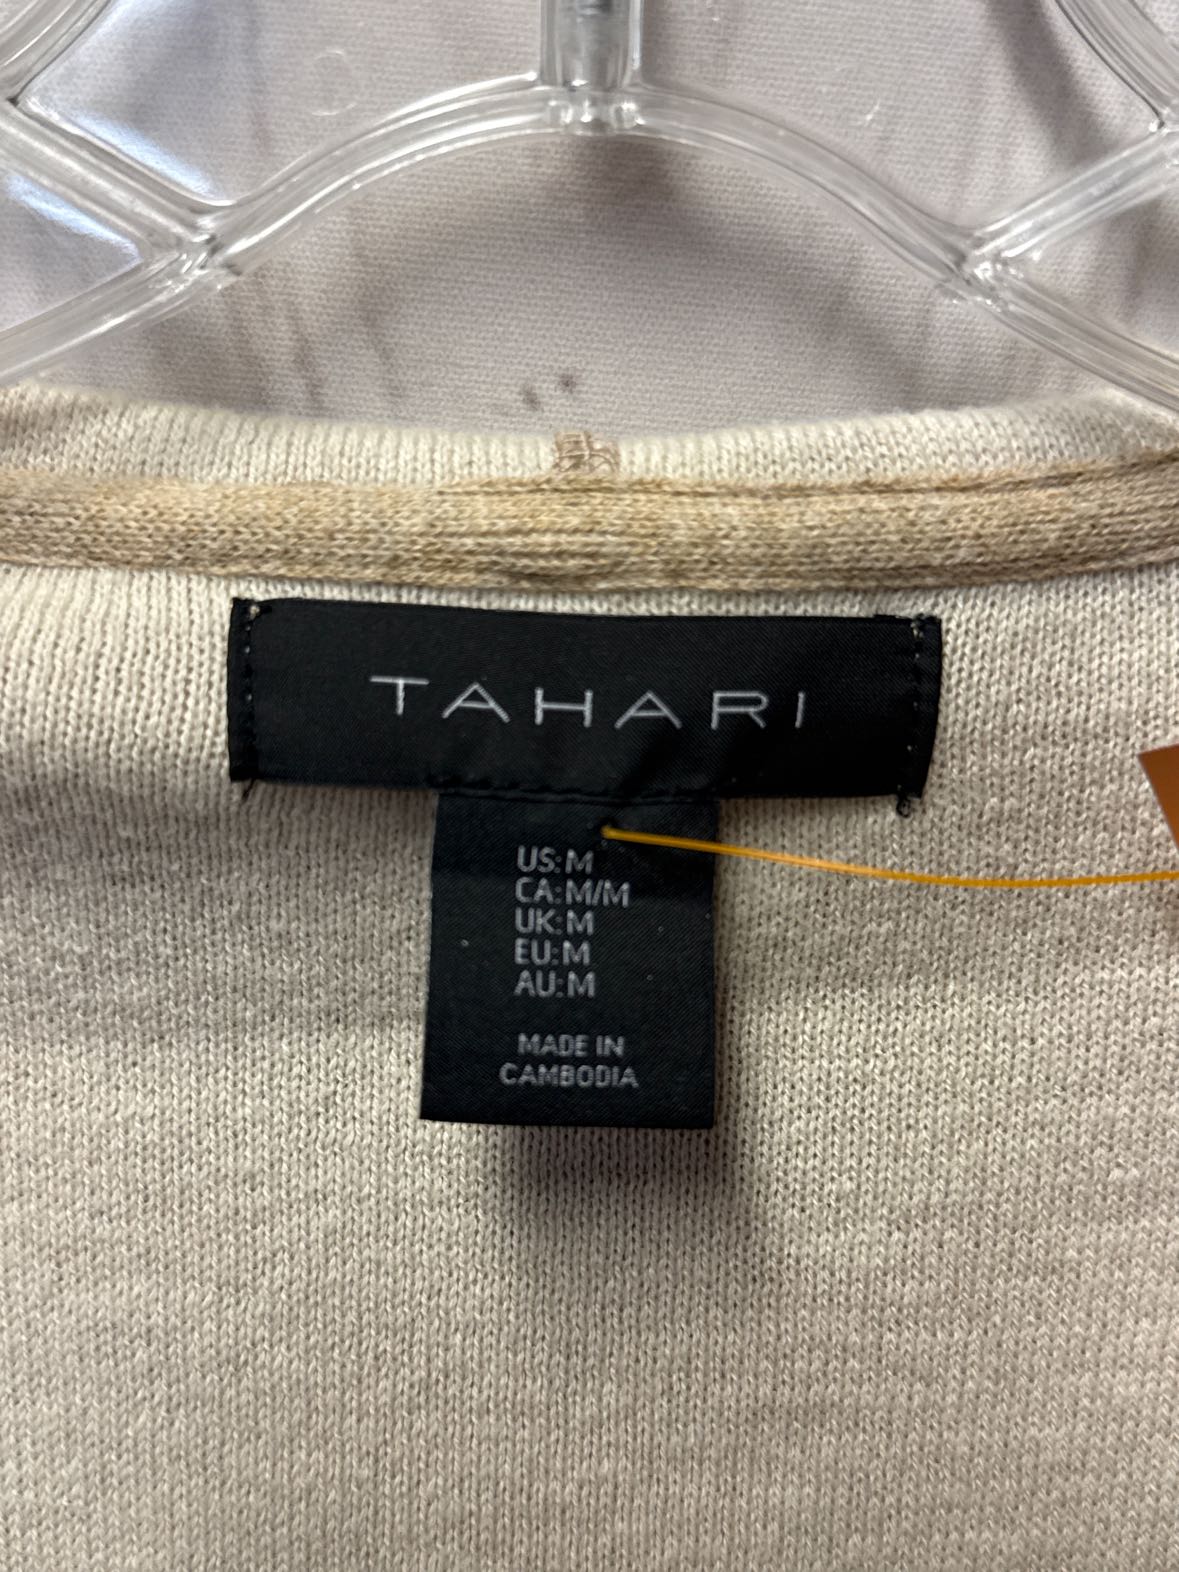 TAHARI
US: M
CA: M/M
UK: M
EU: M
AU: M
MADE IN
CAMBODIA